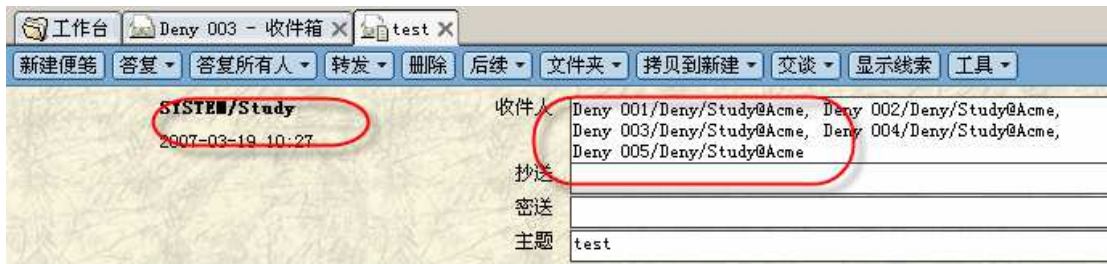 工作台 Deny 003 - 收件箱 test
新建便笺 答复 答复所有人 转发 删除 后续 文件夹 拷贝到新建 交谈 显示线索 工具
SYSTEM/Study
2007-03-19 10:27
收件人 Deny 001/Deny/Study@Acme, Deny 002/Deny/Study@Acme,
Deny 003/Deny/Study@Acme, Deny 004/Deny/Study@Acme,
Deny 005/Deny/Study@Acme
抄送
密送
主题 test